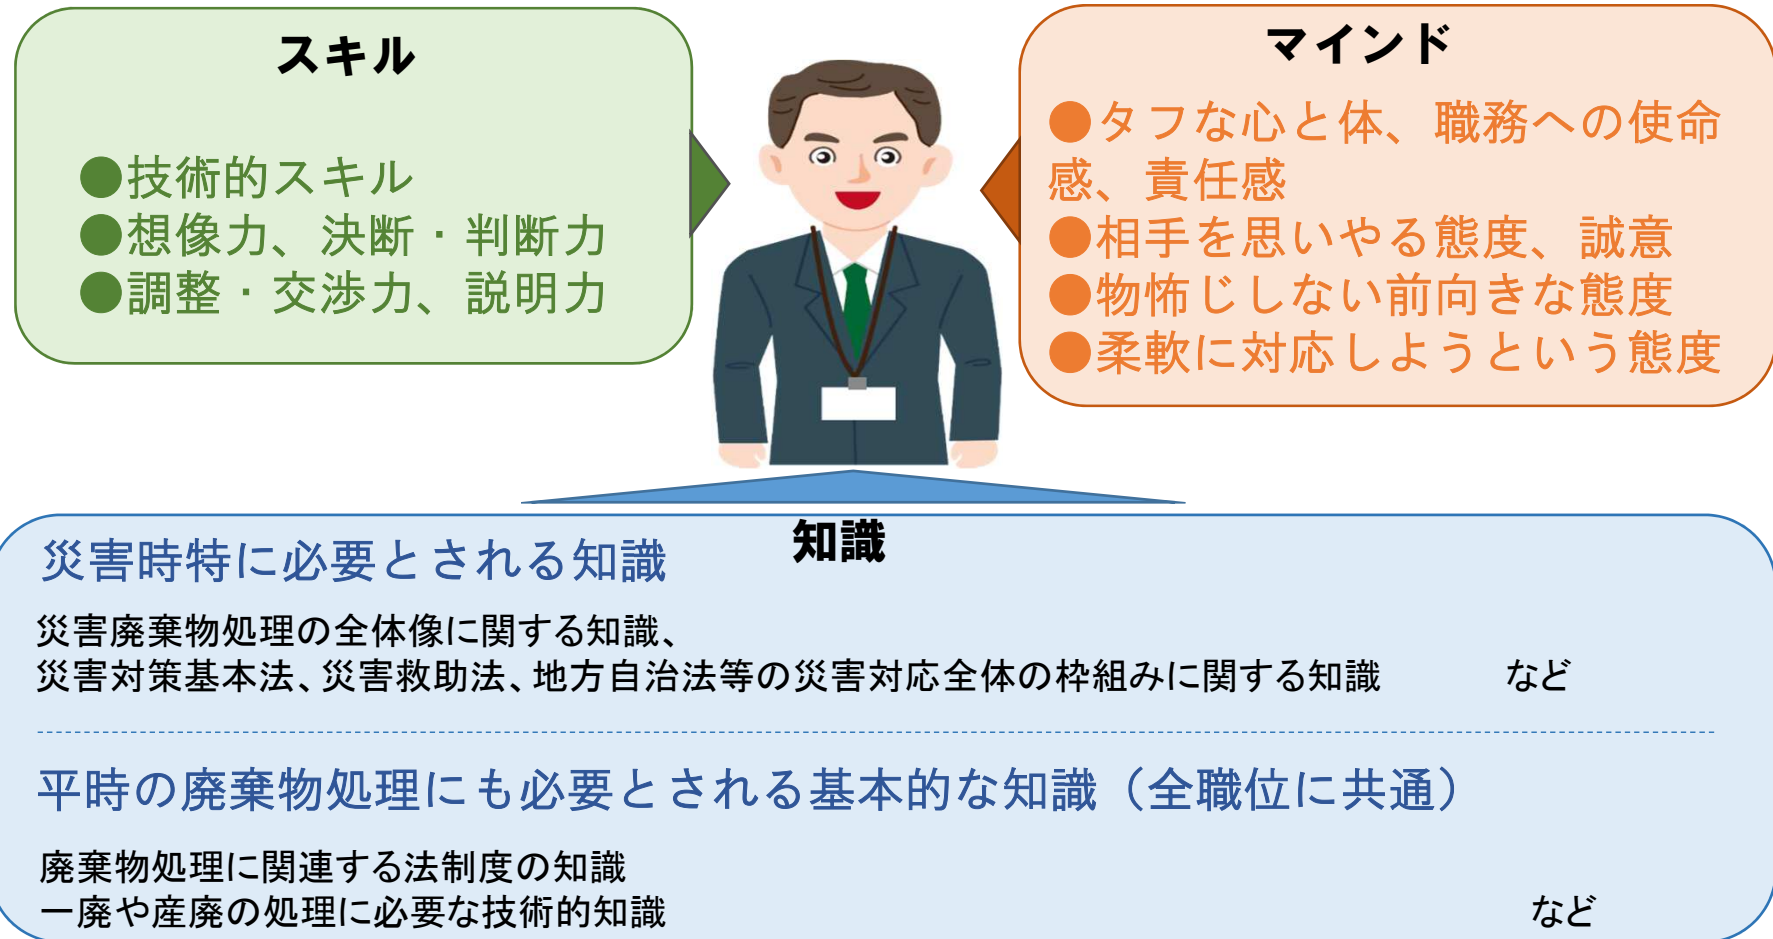 スキル
●技術的スキル
●想像力、決断・判断力
●調整・交渉力、説明力
マインド
●タフな心と体、職務への使命
感、責任感
●相手を思いやる態度、誠意
●物怖じしない前向きな態度
●柔軟に対応しようという態度
知識
災害時特に必要とされる知識
災害廃棄物処理の全体像に関する知識、
災害対策基本法、災害救助法、地方自治法等の災害対応全体の枠組みに関する知識 など
平時の廃棄物処理にも必要とされる基本的な知識（全職位に共通）
廃棄物処理に関連する法制度の知識
一廃や産廃の処理に必要な技術的知識 など